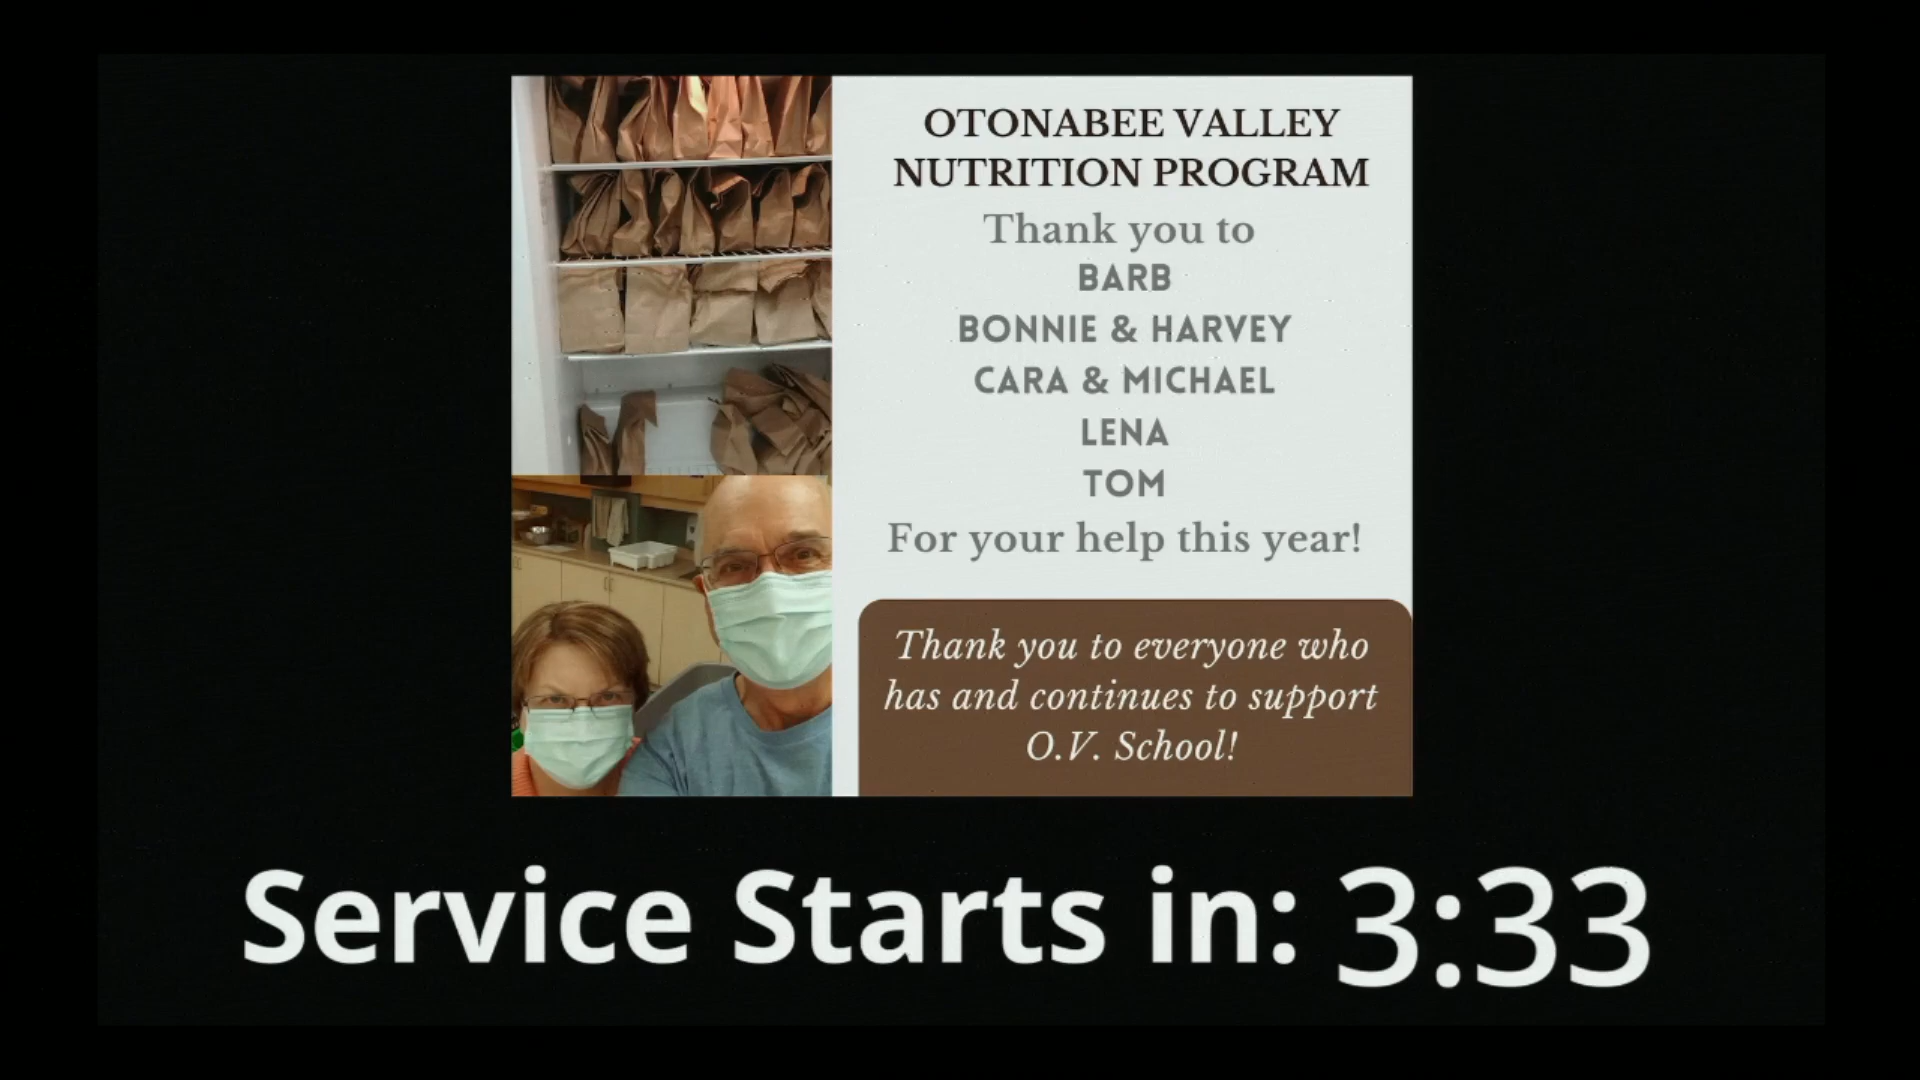 OTONABEE VALLEY
NUTRITION PROGRAM
Thank you to
BARB
BONNIE & HARVEY
CARA & MICHAEL
LENA
TOM
For your help this year!
Thank you to everyone who
has and continues to support
O.V. School!
Service Starts in: 3:33